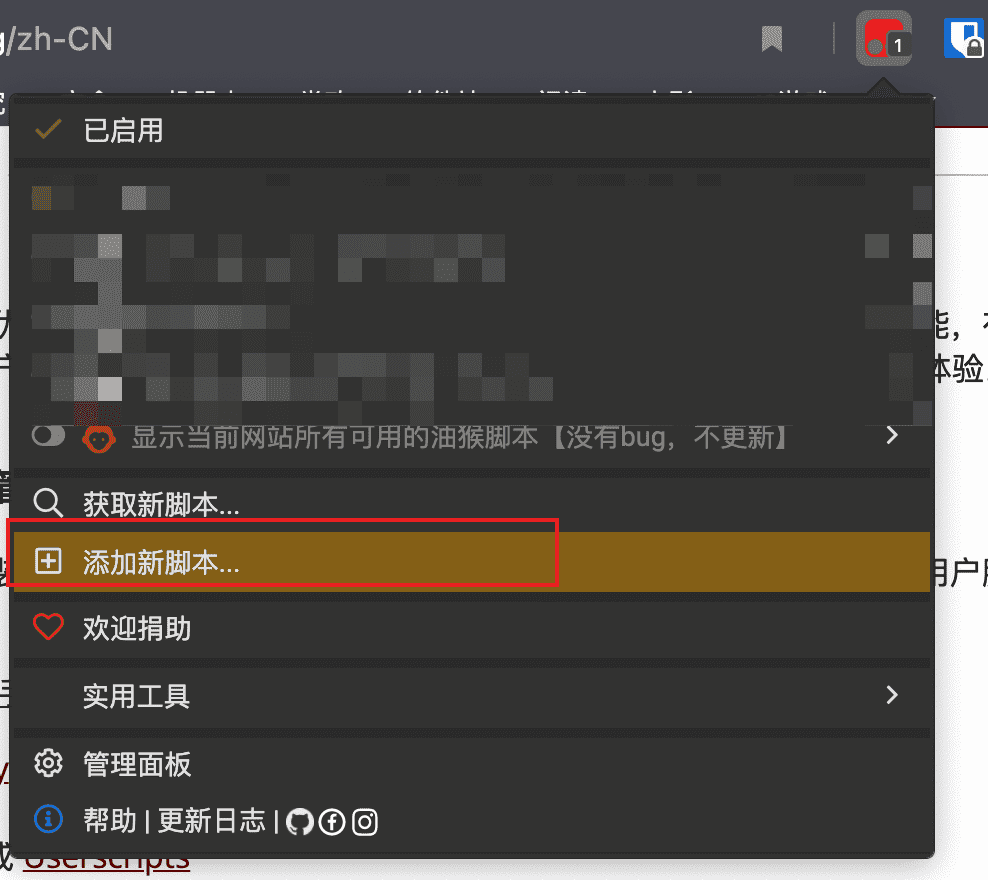 /zh-CN
1
已启用
显示当前网站所有可用的油猴脚本【没有bug，不更新】
获取新脚本...
添加新脚本...
欢迎捐助
实用工具
管理面板
帮助 | 更新日志 |
能，
体验
用户
Userscripts